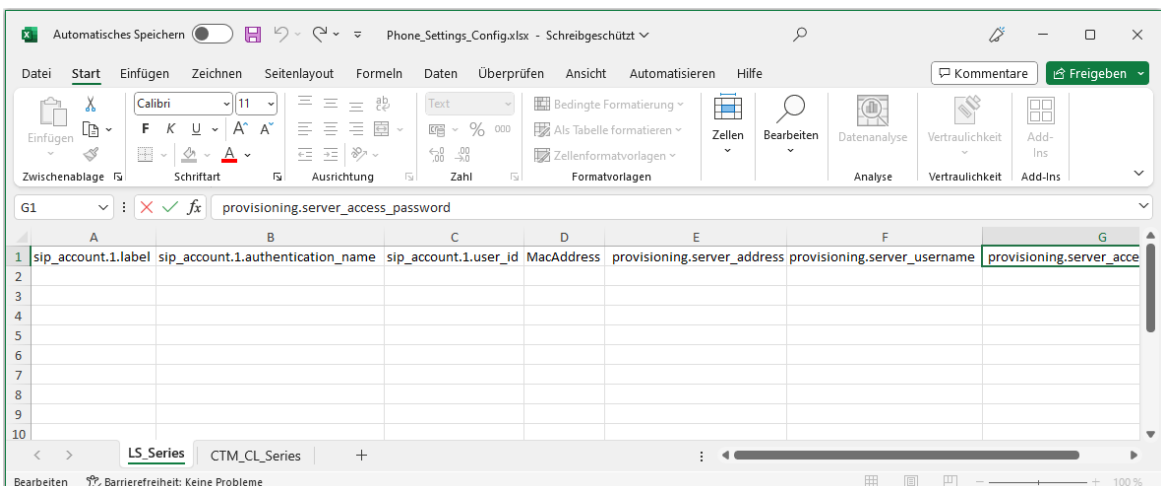 Automatisches Speichern Phone_Settings_Config.xlsx - Schreibgeschützt
Datei Start Einfügen Zeichnen Seitenlayout Formeln Daten Überprüfen Ansicht Automatisieren Hilfe Kommentare Freigeben
Einfügen
Zwischenablage
Calibri 11
F K U A A
A
Schriftart
ab
Ausrichtung
Text
% 000
Zahl
Bedingte Formatierung
Als Tabelle formatieren
Zellenformatvorlagen
Formatvorlagen
Zellen
Bearbeiten
Datenanalyse
Analyse
Vertraulichkeit
Vertraulichkeit
Add-
Ins
Add-Ins
G1 fx provisioning.server_access_password
A B C D E F G
1 sip_account.1.label sip_account.1.authentication_name sip_account.1.user_id MacAddress provisioning.server_address provisioning.server_username provisioning.server_acce
2
3
4
5
6
7
8
9
10
LS_Series CTM_CL_Series +
Bearbeiten Barrierefreiheit: Keine Probleme 100 %